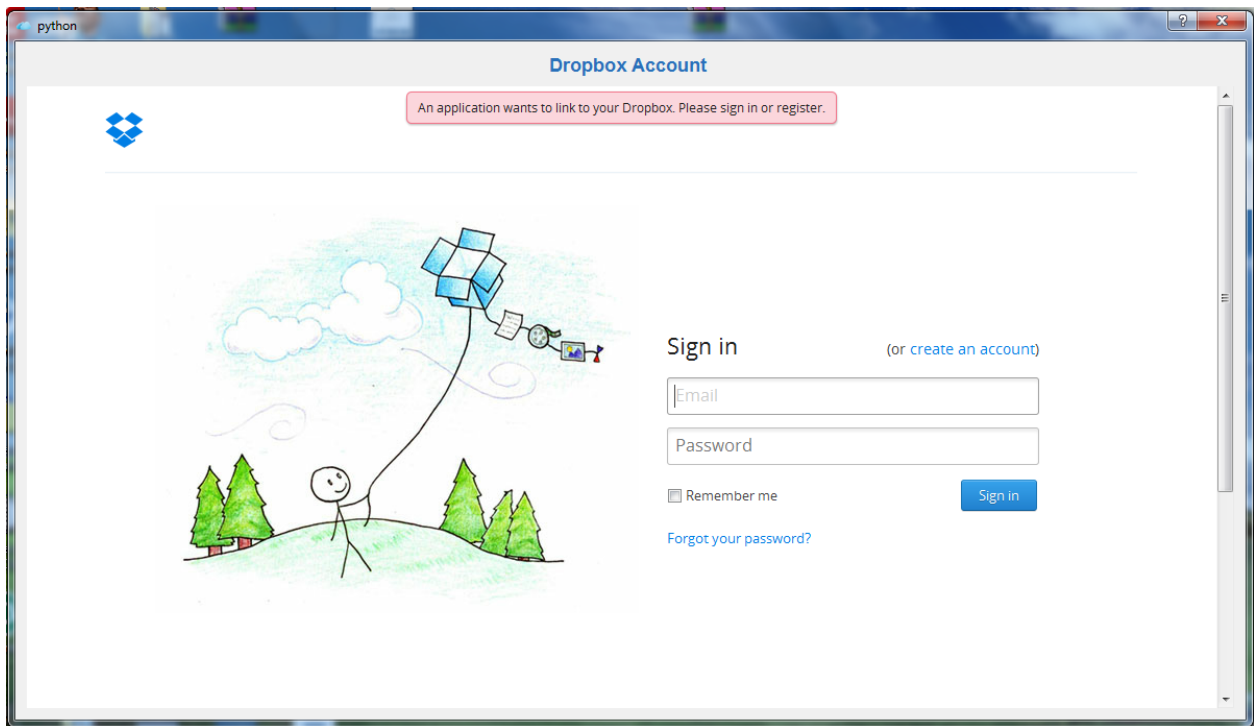 python
Dropbox Account
An application wants to link to your Dropbox. Please sign in or register.
Sign in
(or create an account)
Email
Password
Remember me
Sign in
Forgot your password?